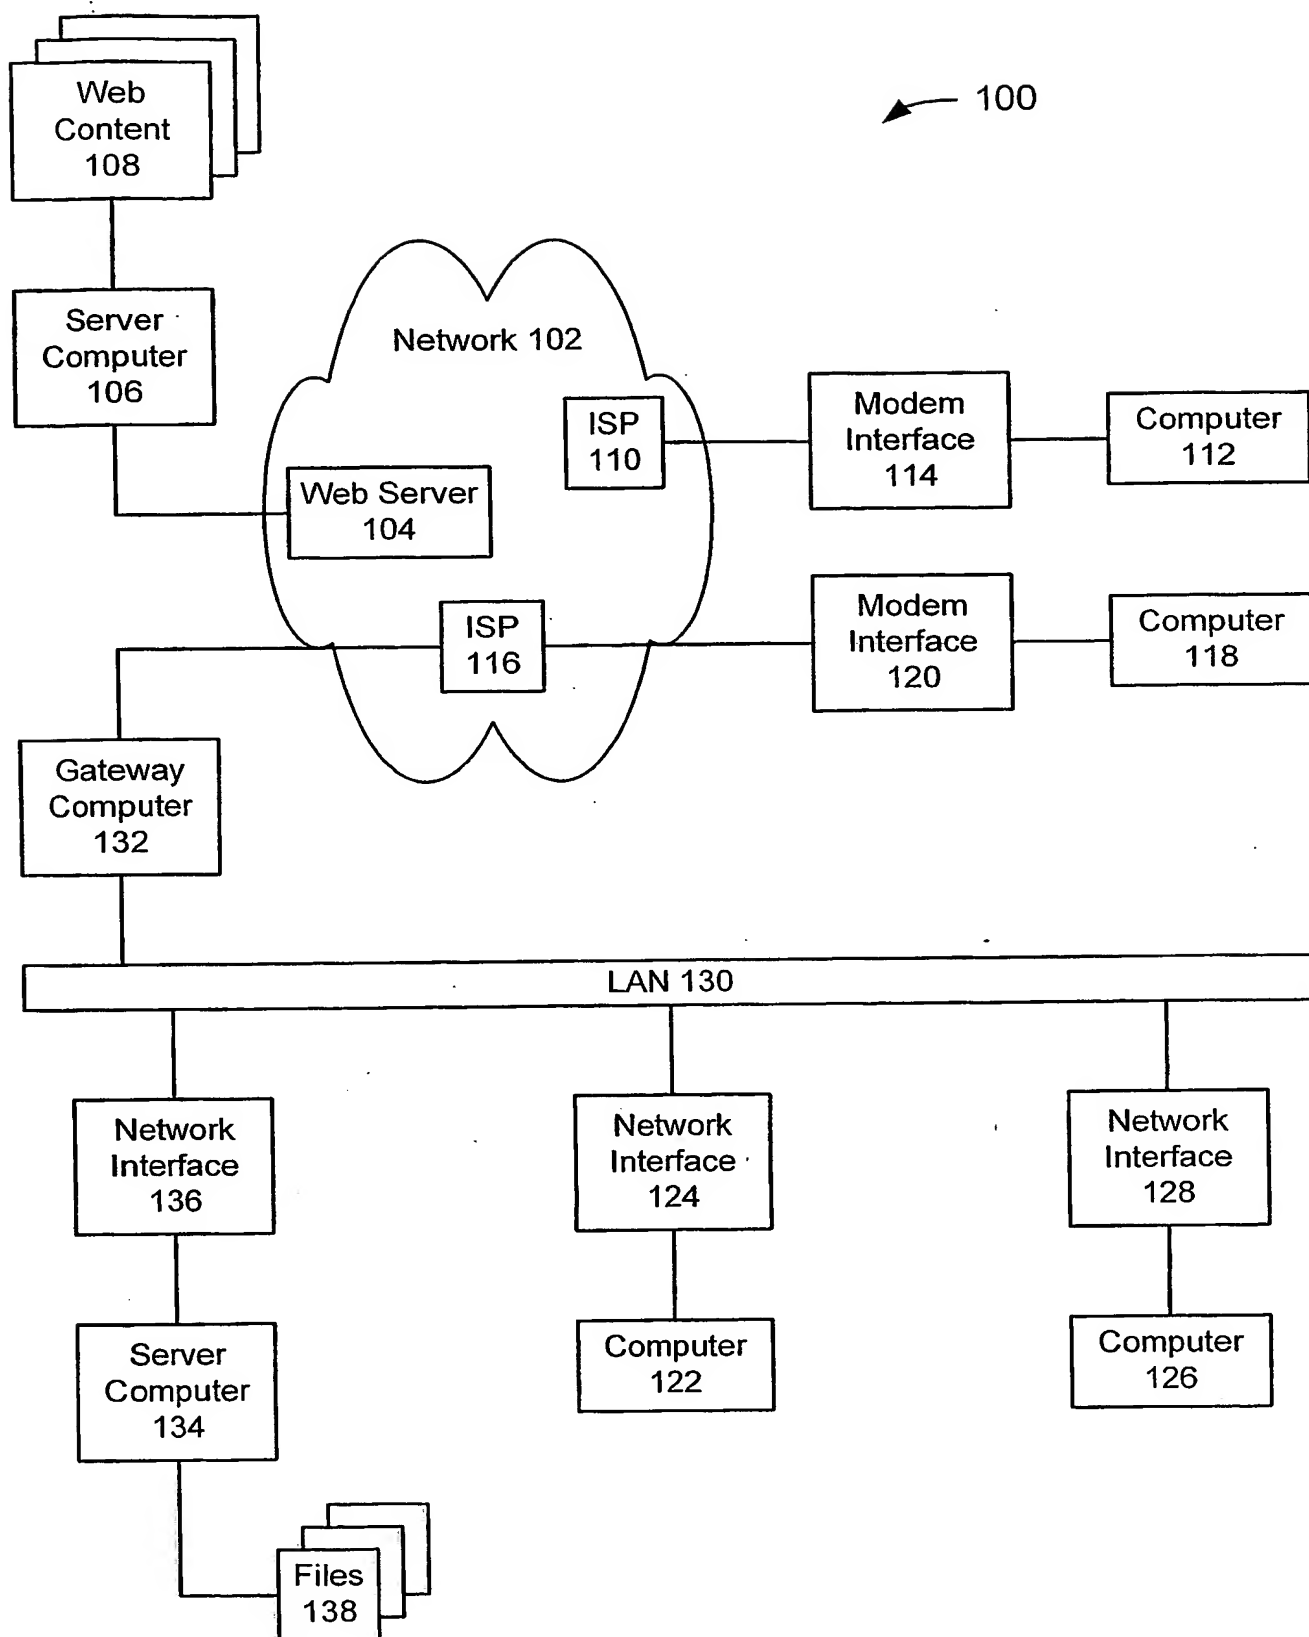 Web
Content
108
100
Server
Computer
106
Network 102
ISP
110
Modem
Interface
114
Computer
112
Web Server
104
ISP
116
Modem
Interface
120
Computer
118
Gateway
Computer
132
LAN 130
Network
Interface
136
Network
Interface
124
Network
Interface
128
Server
Computer
134
Computer
122
Computer
126
Files
138